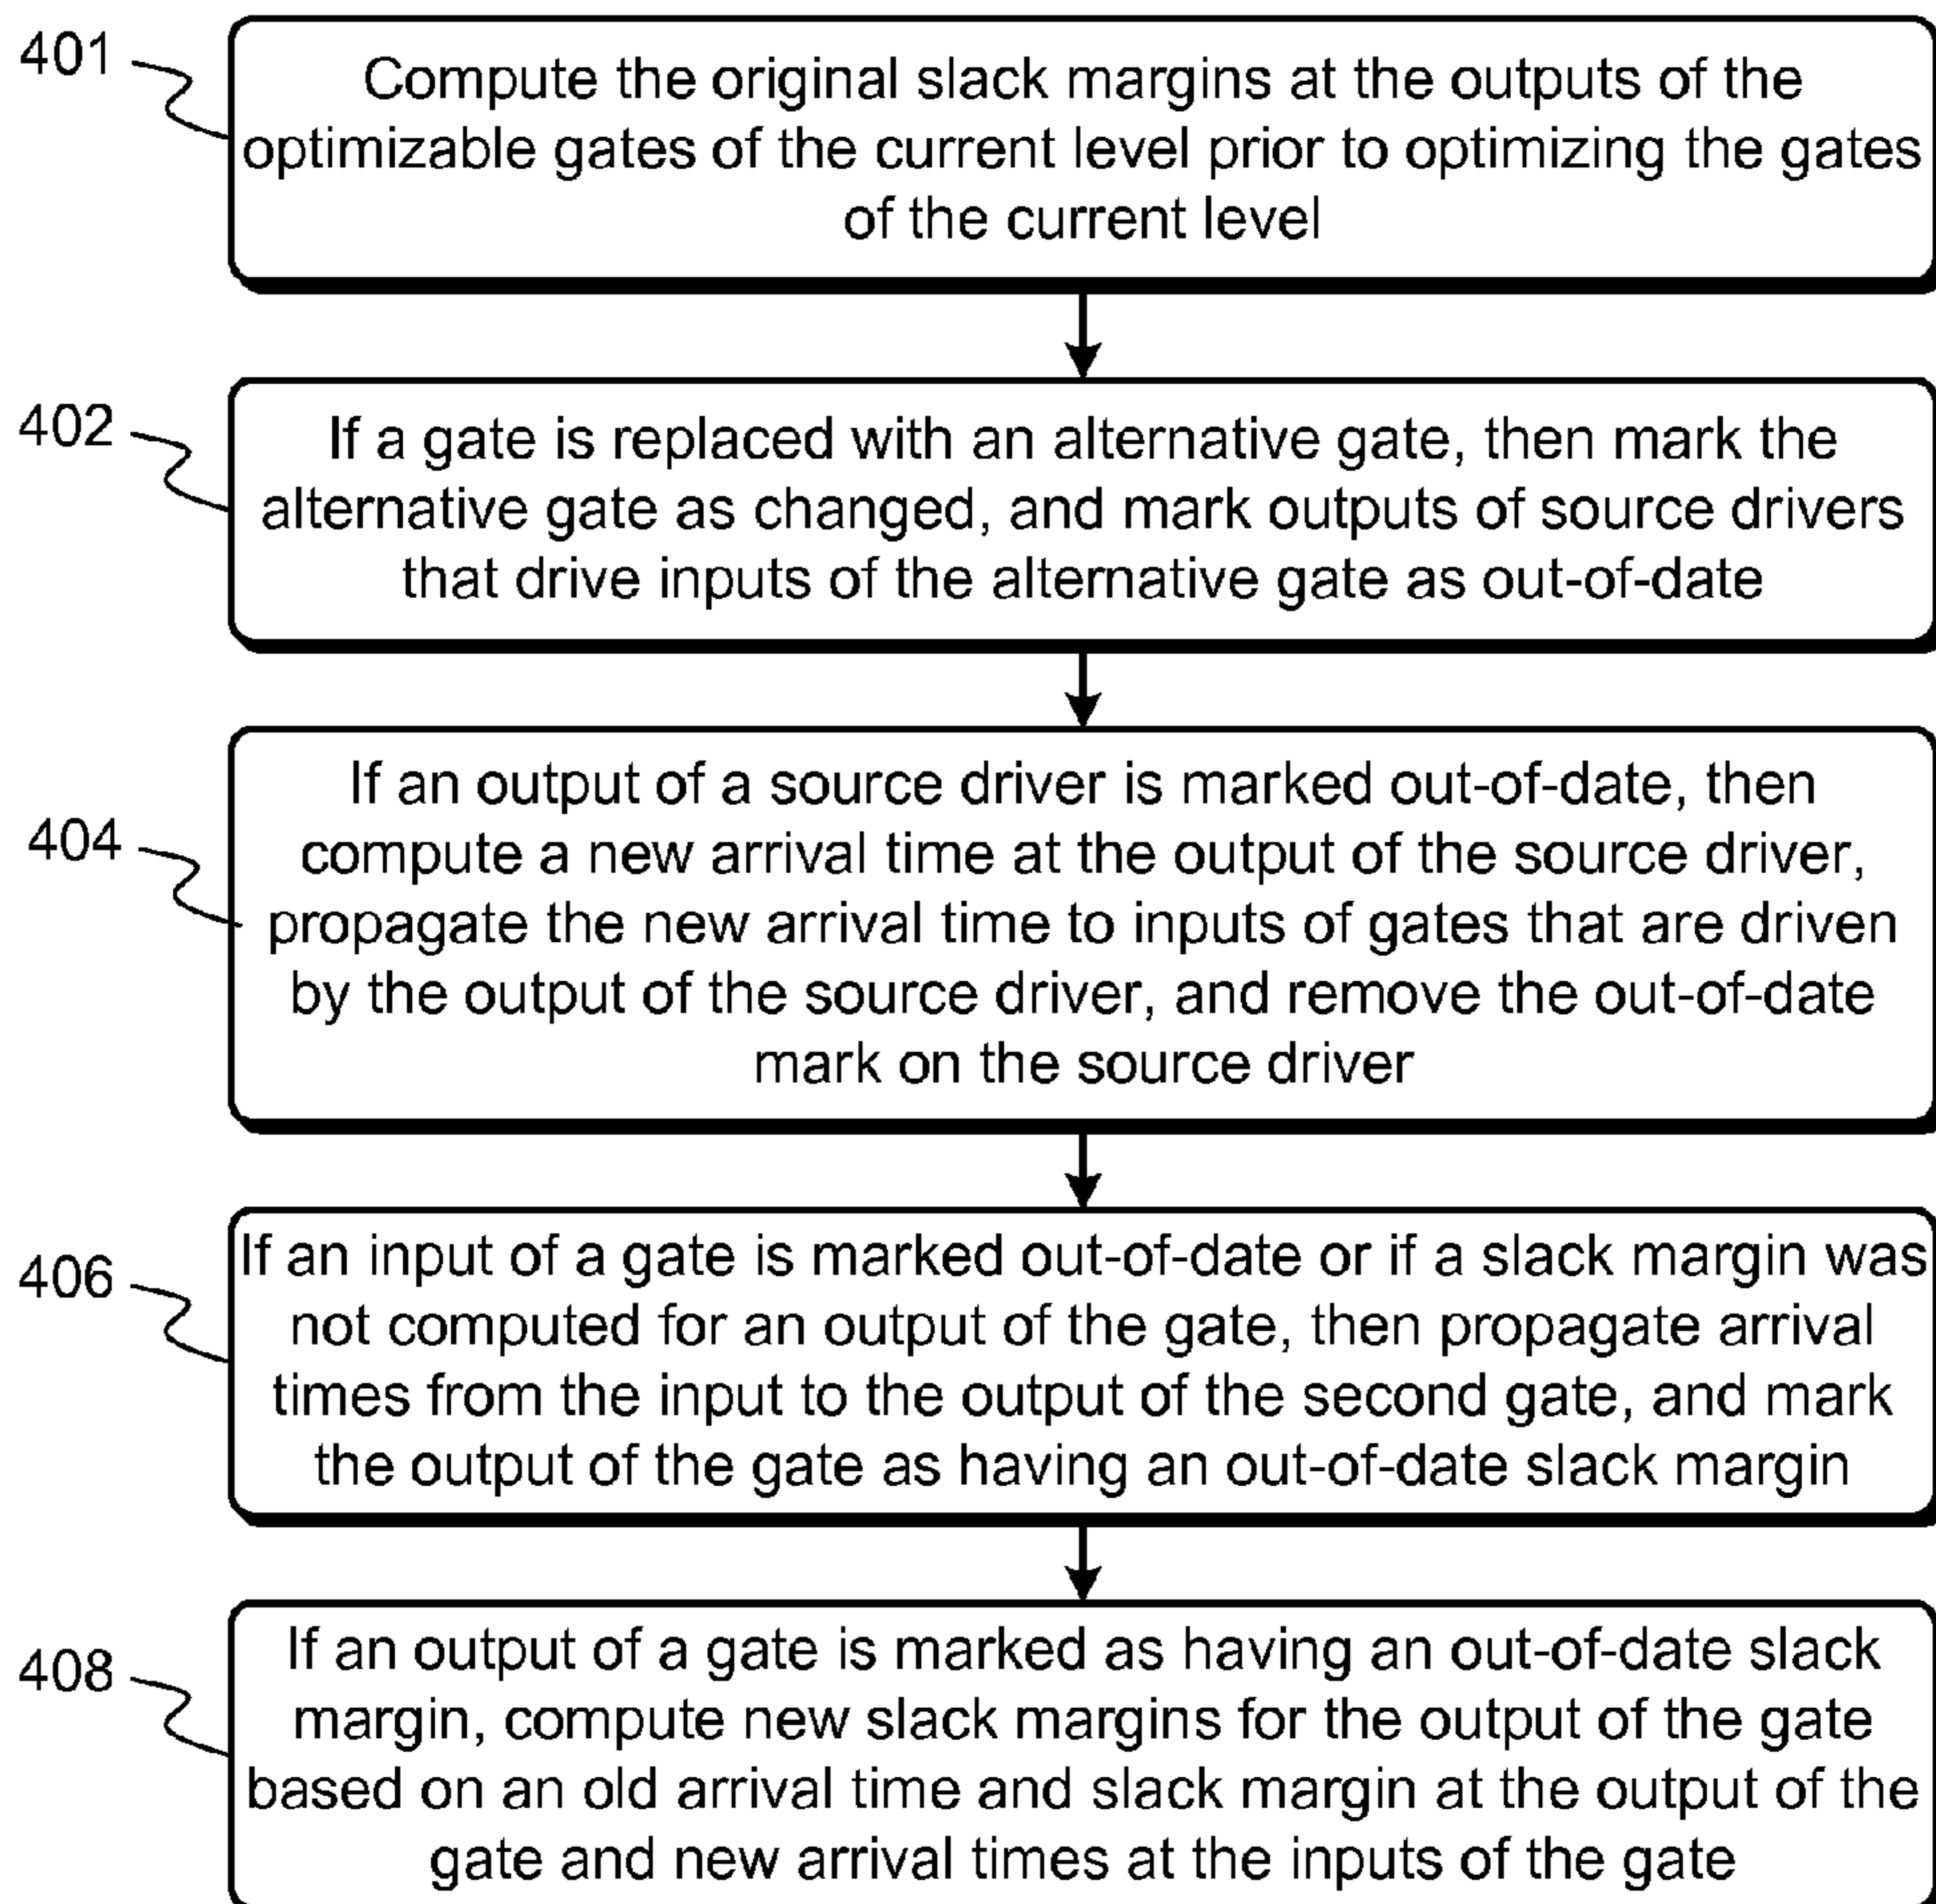 401
Compute the original slack margins at the outputs of the
optimizable gates of the current level prior to optimizing the gates
of the current level
402
If a gate is replaced with an alternative gate, then mark the
alternative gate as changed, and mark outputs of source drivers
that drive inputs of the alternative gate as out-of-date
404
If an output of a source driver is marked out-of-date, then
compute a new arrival time at the output of the source driver,
propagate the new arrival time to inputs of gates that are driven
by the output of the source driver, and remove the out-of-date
mark on the source driver
406
If an input of a gate is marked out-of-date or if a slack margin was
not computed for an output of the gate, then propagate arrival
times from the input to the output of the second gate, and mark
the output of the gate as having an out-of-date slack margin
408
If an output of a gate is marked as having an out-of-date slack
margin, compute new slack margins for the output of the gate
based on an old arrival time and slack margin at the output of the
gate and new arrival times at the inputs of the gate